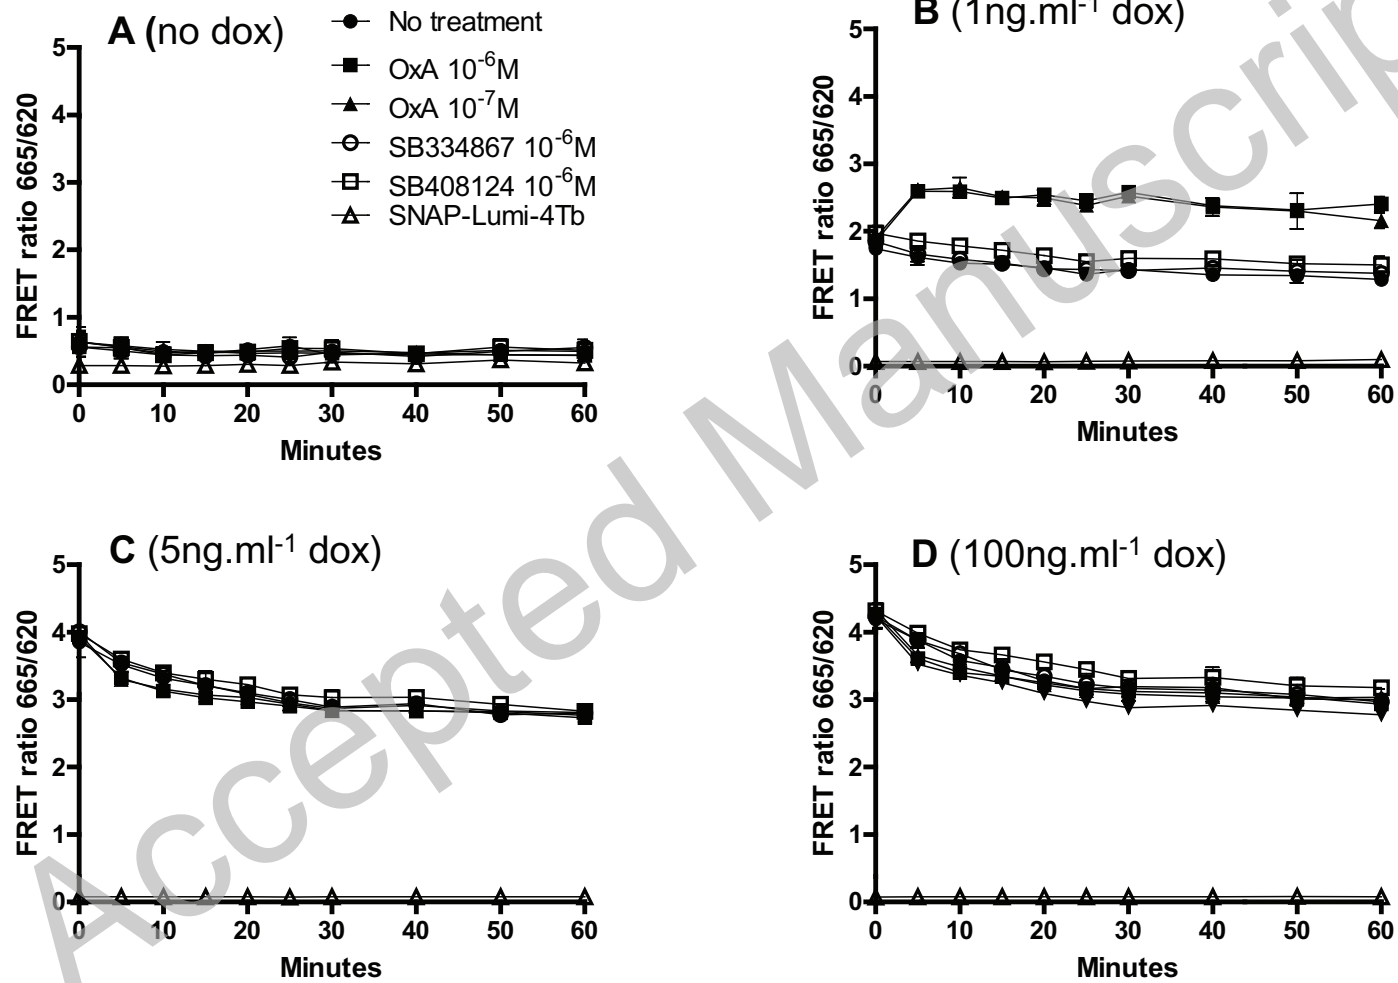 A (no dox)
No treatment
OxA 10-6M
OxA 10-7M
SB334867 10-6M
SB408124 10-6M
SNAP-Lumi-4Tb
FRET ratio 665/620
5
4
3
2
1
0
0 10 20 30 40 50 60
Minutes
B (1ng.ml-1 dox)
FRET ratio 665/620
5
4
3
2
1
0
0 10 20 30 40 50 60
Minutes
C (5ng.ml-1 dox)
FRET ratio 665/620
5
4
3
2
1
0
0 10 20 30 40 50 60
Minutes
D (100ng.ml-1 dox)
FRET ratio 665/620
5
4
3
2
1
0
0 10 20 30 40 50 60
Minutes
Accepted Manuscrip